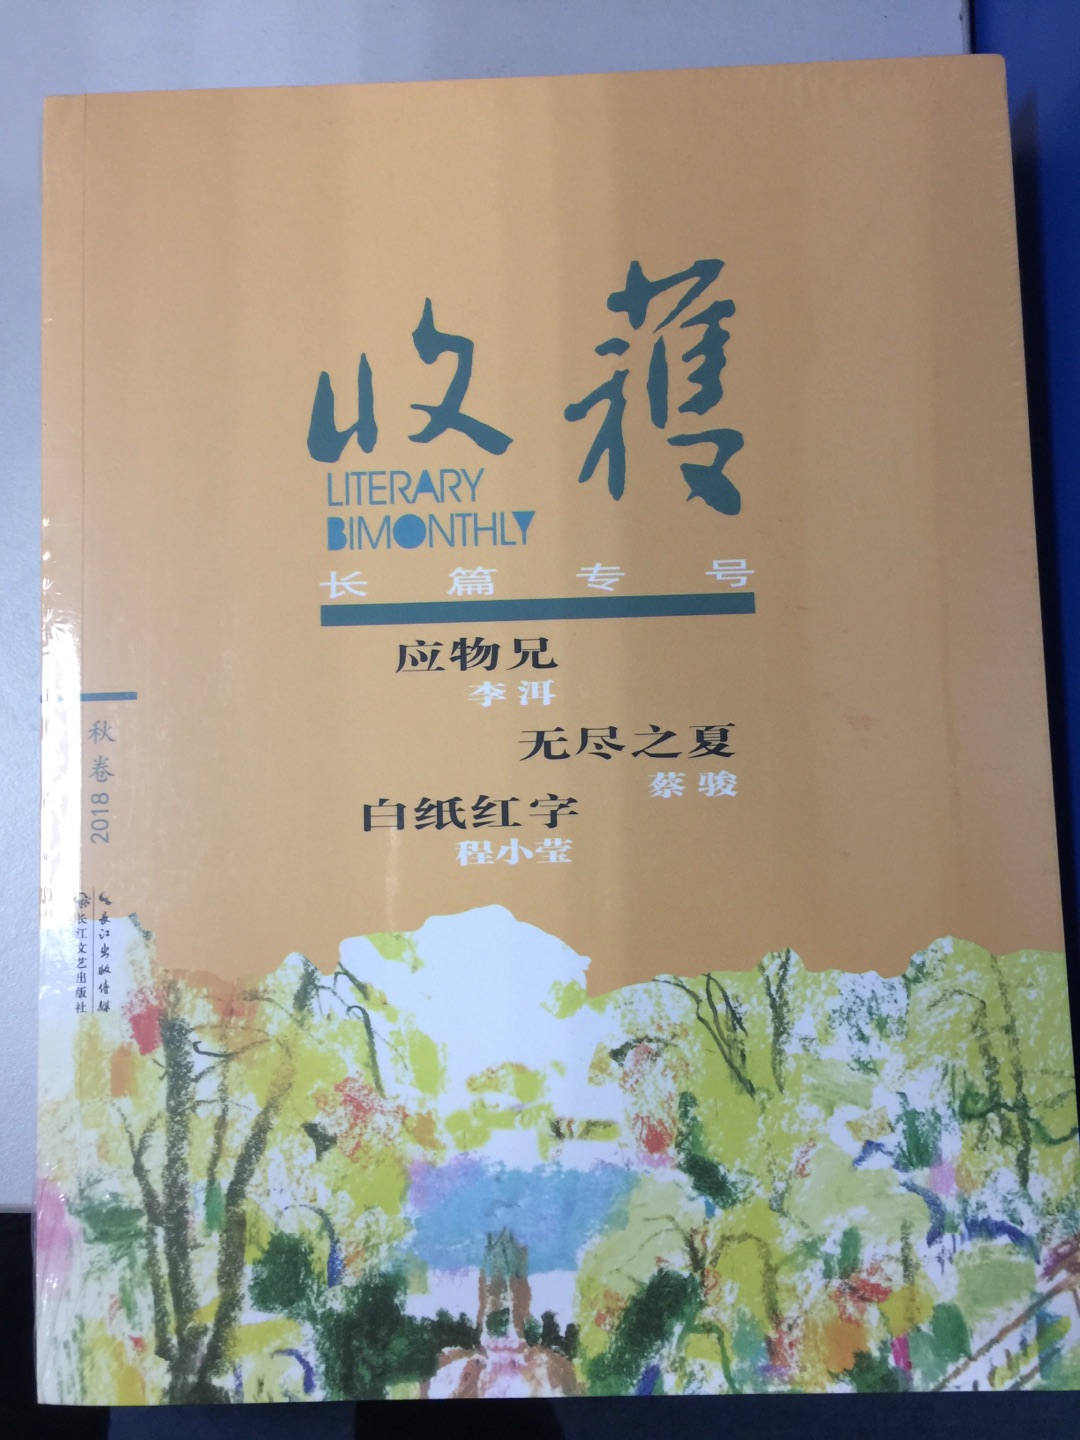 收穫
LITERARY
BIMONTHLY
长篇专号
应物兄
李洱
无尽之夏
蔡骏
白纸红字
程小莹
秋卷
2018
长江出版传媒
长江文艺出版社